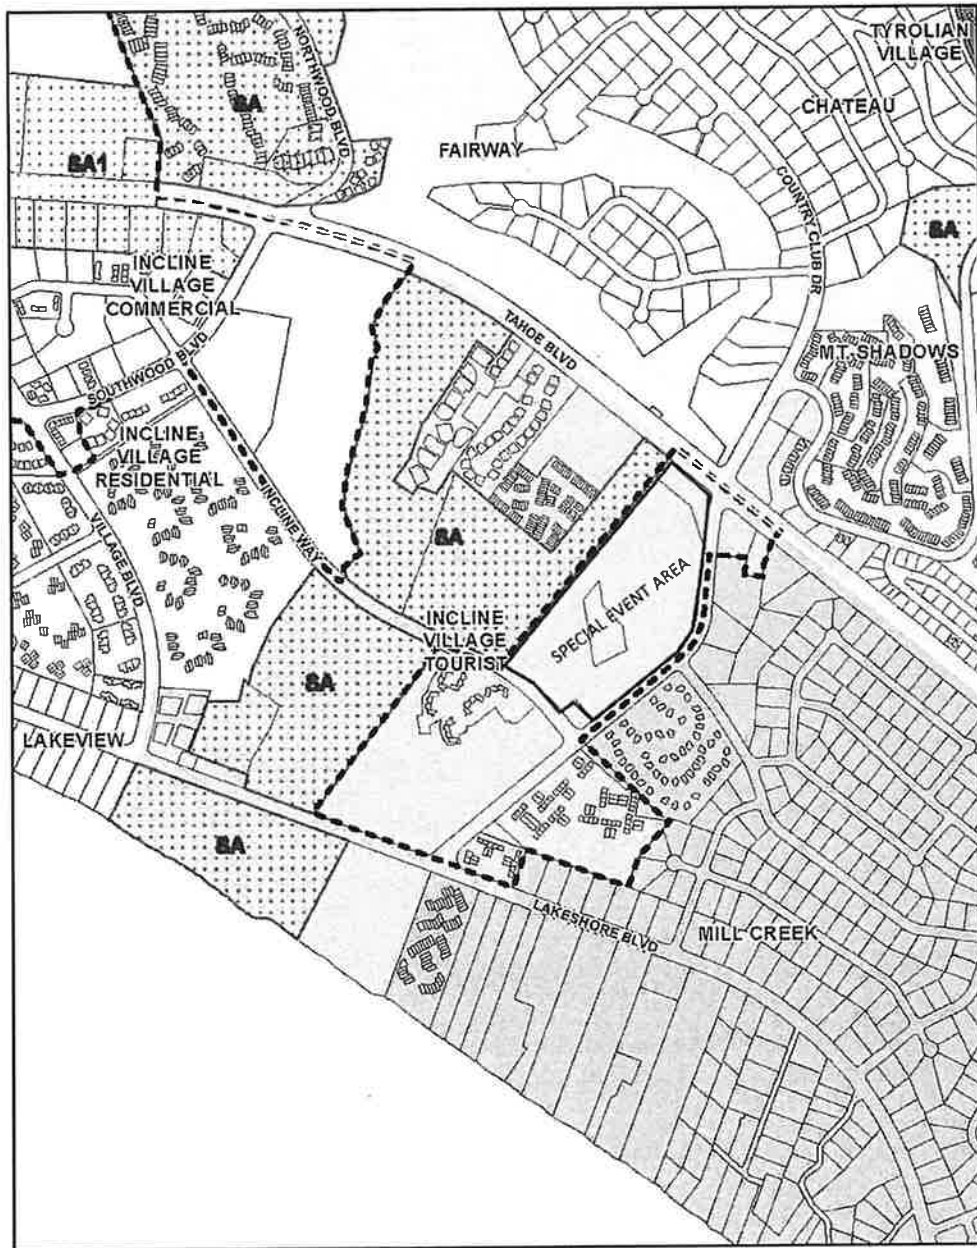 TYROLIAN
VILLAGE
CHATEAU
NORTHWOOD BLVD
SA
FAIRWAY
SA1
COUNTRY CLUB DR
SA
INCLINE
VILLAGE
COMMERCIAL
TAHOE BLVD
MT. SHADOWS
SOUTHWOOD BLVD
INCLINE
VILLAGE
RESIDENTIAL
INCLINE WAY
VILLAGE BLVD
SA
SPECIAL EVENT AREA
INCLINE
VILLAGE
TOURIST
SA
LAKEVIEW
SA
LAKESHORE BLVD
MILL CREEK